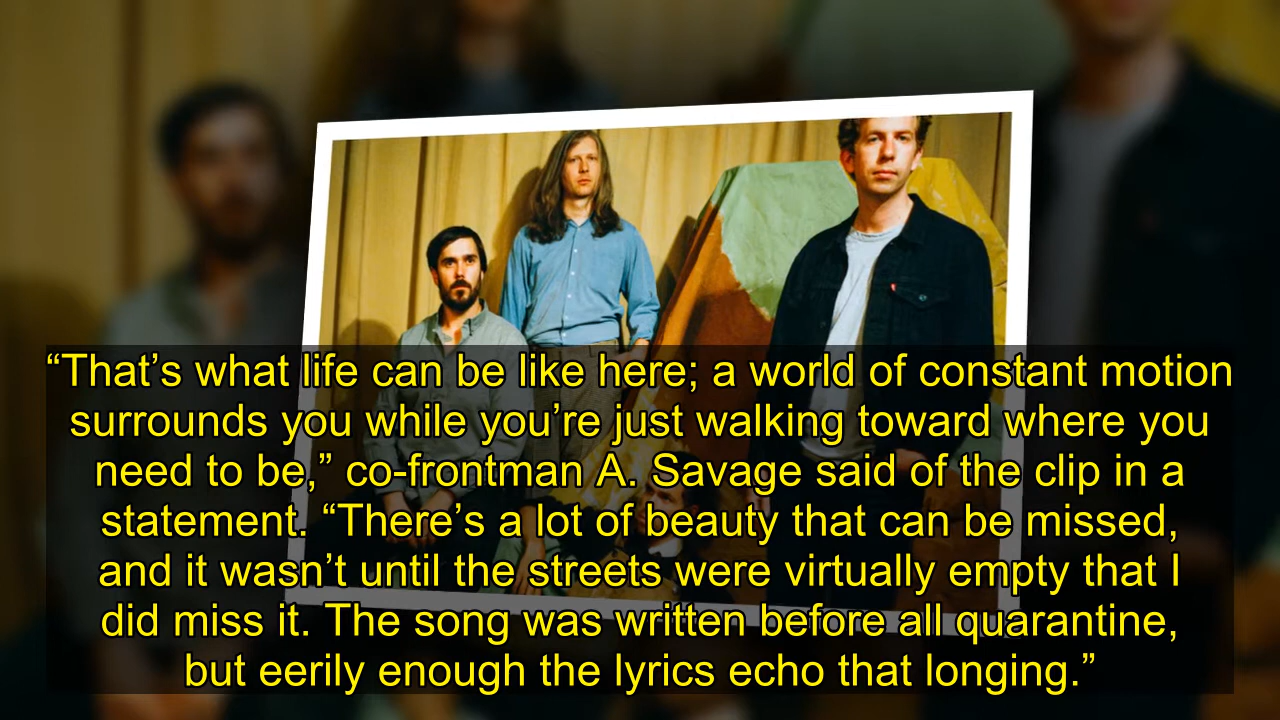 “That’s what life can be like here; a world of constant motion
surrounds you while you’re just walking toward where you
need to be,” co-frontman A. Savage said of the clip in a
statement. “There’s a lot of beauty that can be missed,
and it wasn’t until the streets were virtually empty that I
did miss it. The song was written before all quarantine,
but eerily enough the lyrics echo that longing.”